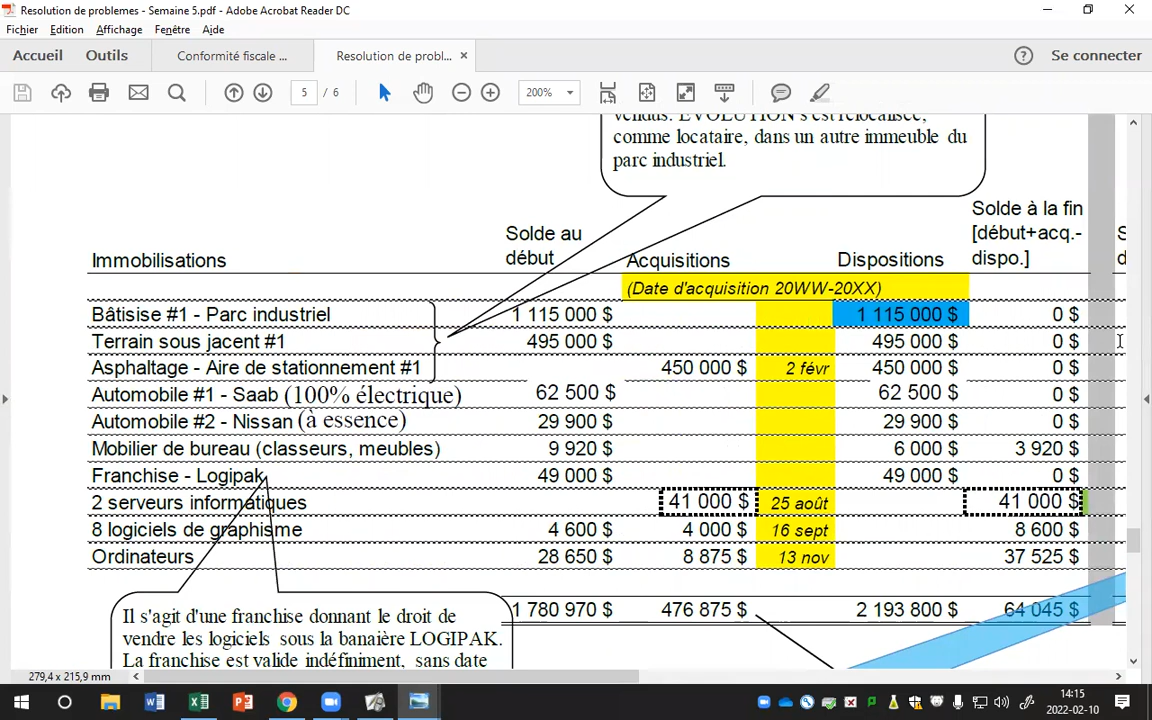 Resolution de problemes - Semaine 5.pdf - Adobe Acrobat Reader DC
Fichier Edition Affichage Fenêtre Aide
Accueil Outils Conformité fiscale ... Resolution de probl... × ? Se connecter
5 / 6 200%
vendus. EVOLUTION s'est relocalisée,
comme locataire, dans un autre immeuble du
parc industriel.
Immobilisations Solde au début Acquisitions Dispositions Solde à la fin [début+acq.- dispo.]
(Date d'acquisition 20WW-20XX)
Bâtisise #1 - Parc industriel 1 115 000 $ 1 115 000 $ 0 $
Terrain sous jacent #1 495 000 $ 495 000 $ 0 $
Asphaltage - Aire de stationnement #1 450 000 $ 2 févr 450 000 $ 0 $
Automobile #1 - Saab (100% électrique) 62 500 $ 62 500 $ 0 $
Automobile #2 - Nissan (à essence) 29 900 $ 29 900 $ 0 $
Mobilier de bureau (classeurs, meubles) 9 920 $ 6 000 $ 3 920 $
Franchise - Logipak 49 000 $ 49 000 $ 0 $
2 serveurs informatiques 41 000 $ 25 août 41 000 $
8 logiciels de graphisme 4 600 $ 4 000 $ 16 sept 8 600 $
Ordinateurs 28 650 $ 8 875 $ 13 nov 37 525 $
1 780 970 $ 476 875 $ 2 193 800 $ 64 045 $
Il s'agit d'une franchise donnant le droit de
vendre les logiciels sous la banaière LOGIPAK.
La franchise est valide indéfiniment, sans date
279,4 x 215,9 mm
14:15
2022-02-10